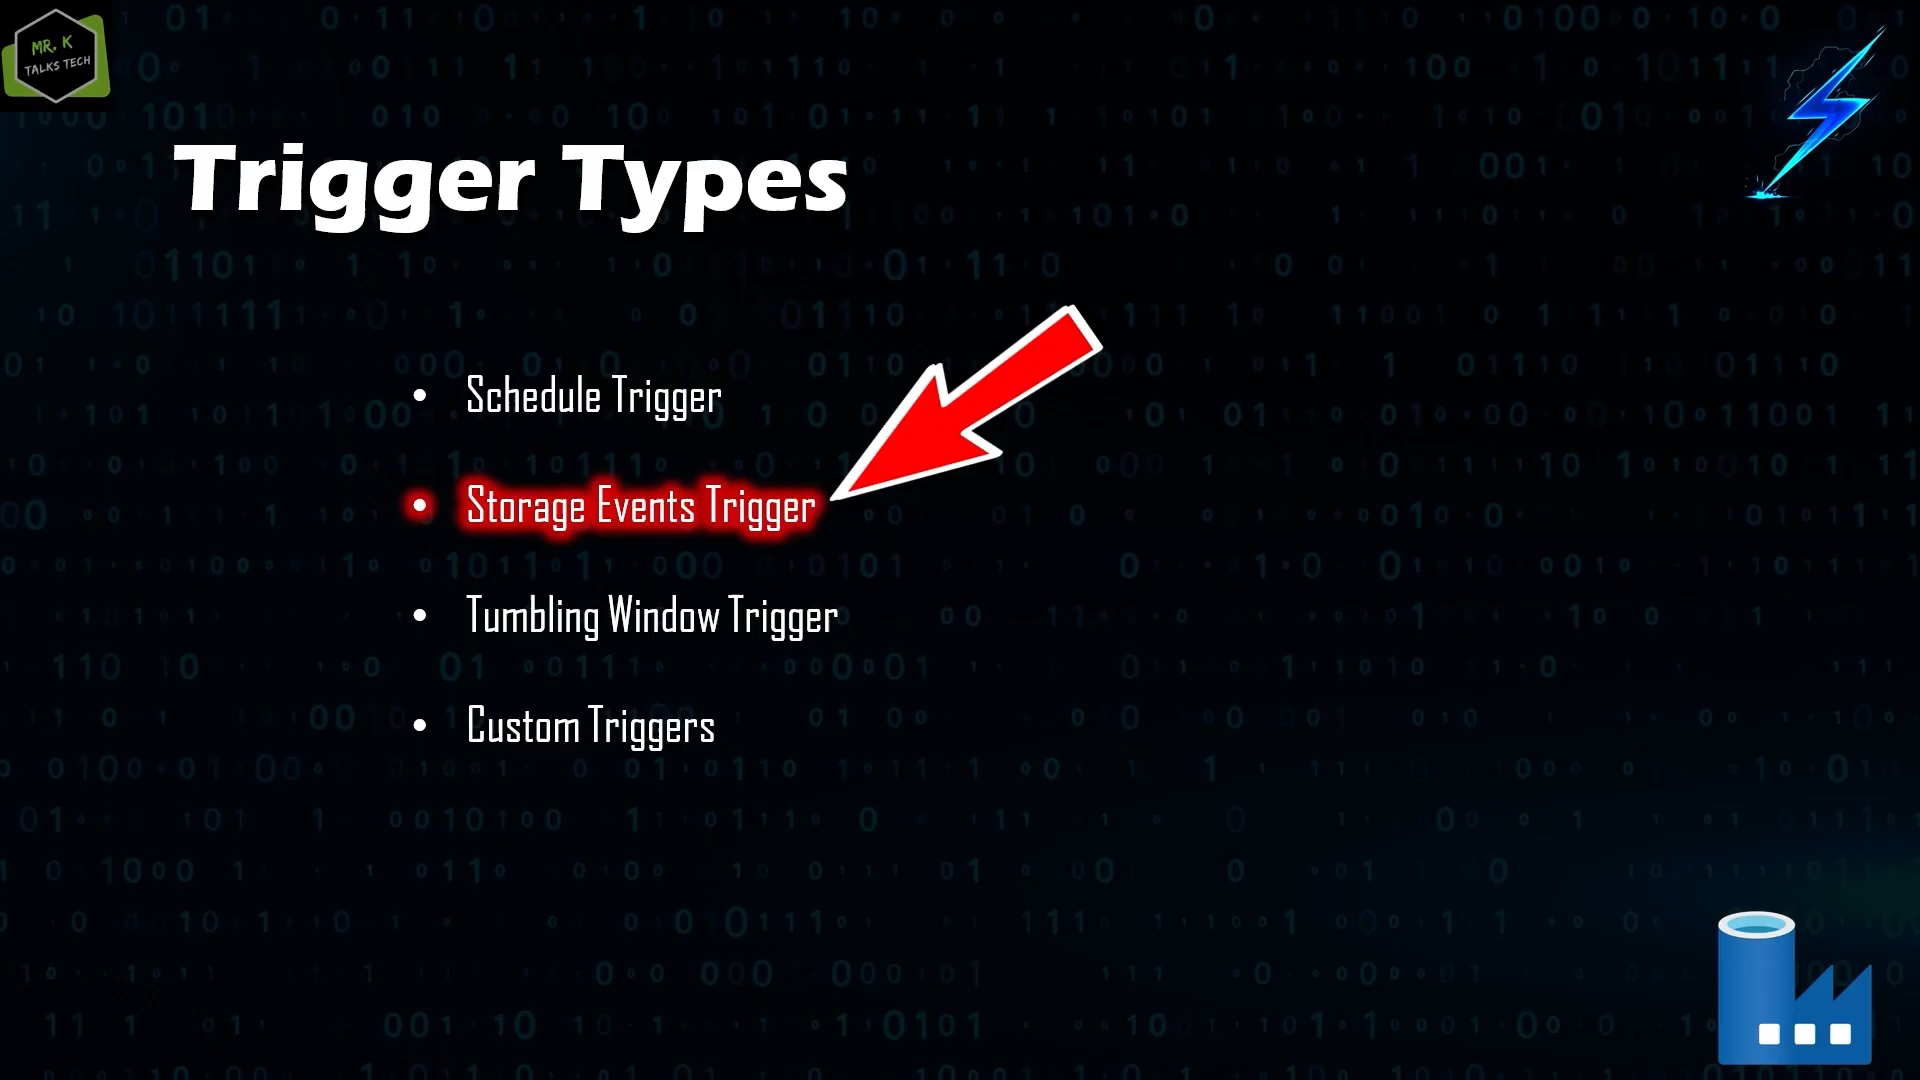 MR. K
TALKS TECH
Trigger Types
• Schedule Trigger
• Storage Events Trigger
• Tumbling Window Trigger
• Custom Triggers